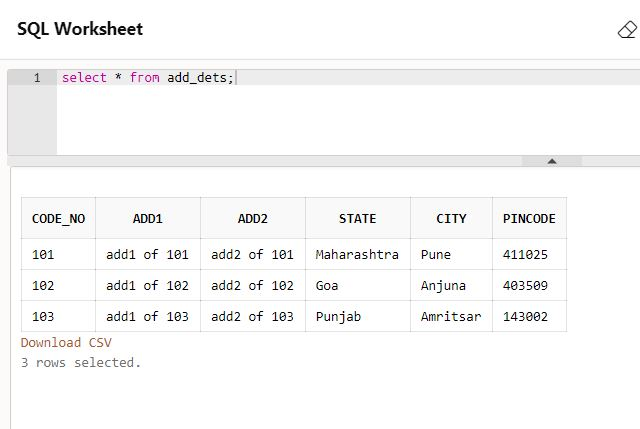 SQL Worksheet
1 select * from add_dets;
CODE_NO ADD1 ADD2 STATE CITY PINCODE
101 add1 of 101 add2 of 101 Maharashtra Pune 411025
102 add1 of 102 add2 of 102 Goa Anjuna 403509
103 add1 of 103 add2 of 103 Punjab Amritsar 143002
Download CSV
3 rows selected.